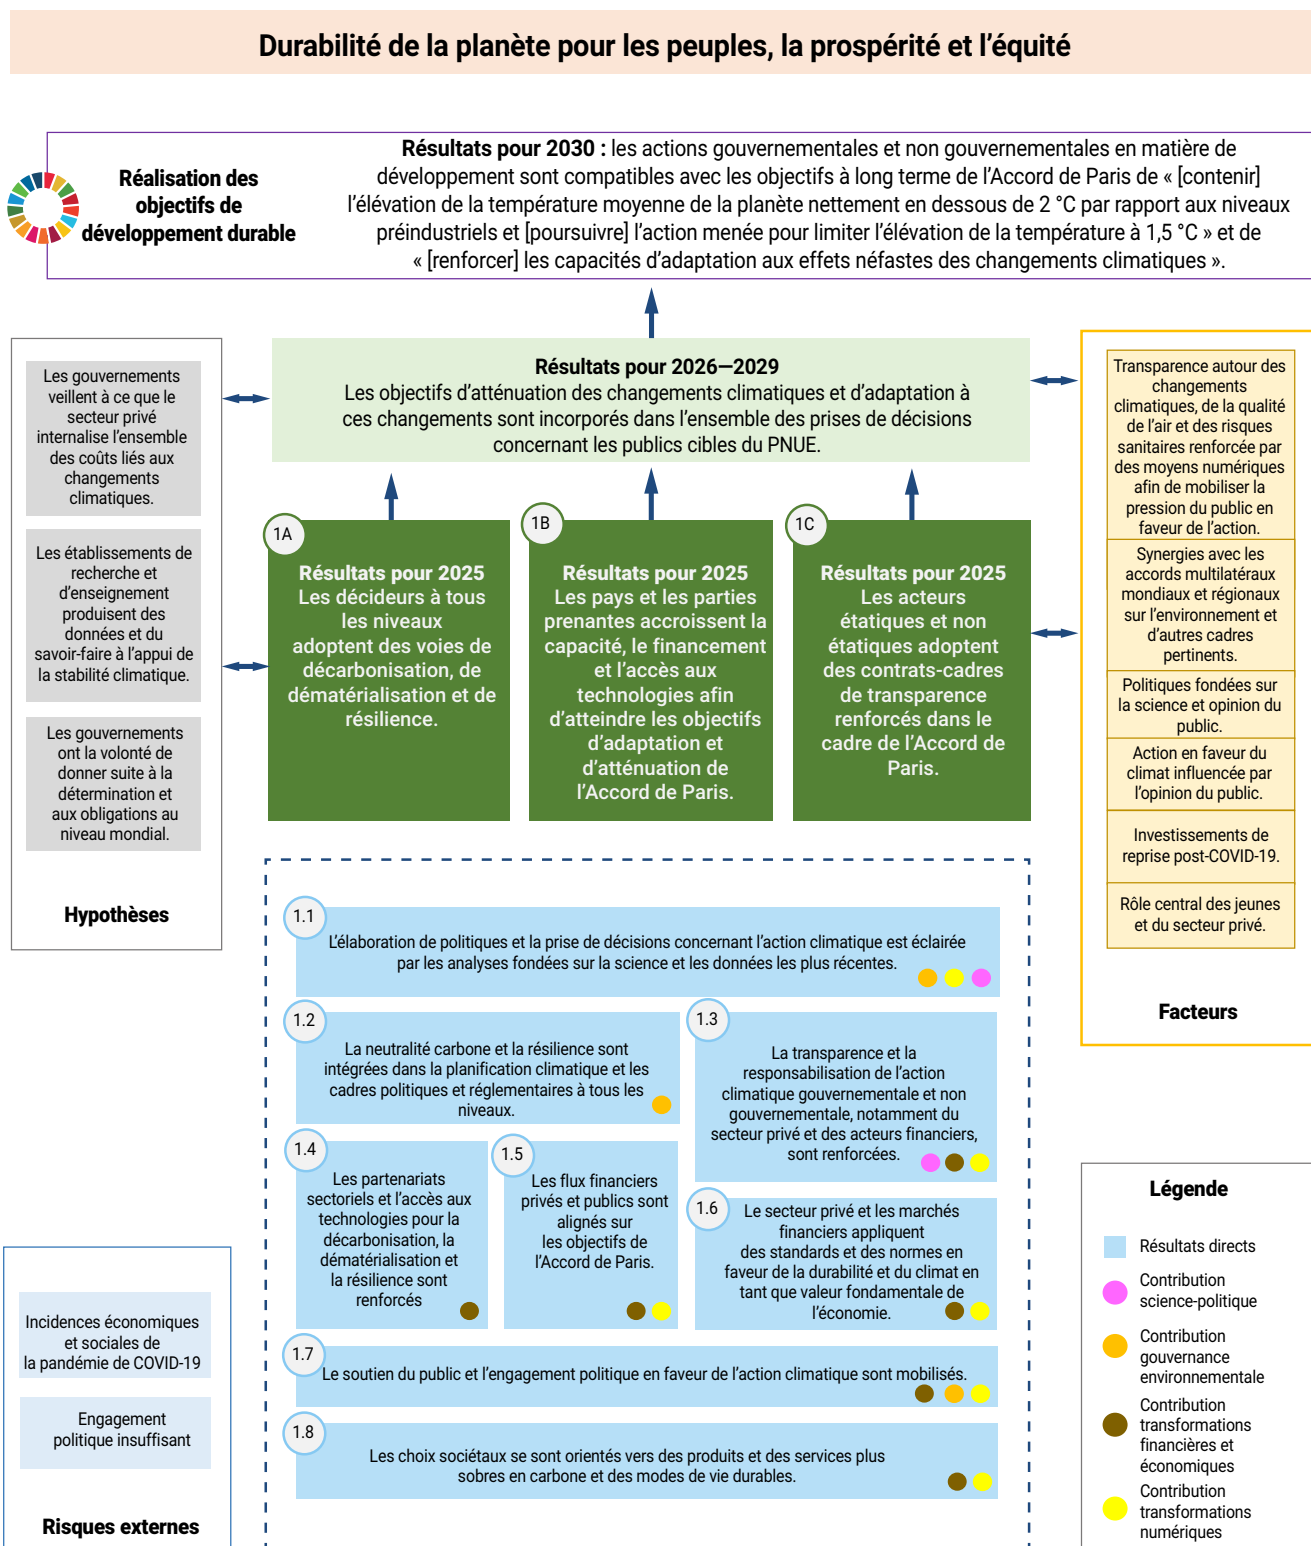 Durabilité de la planète pour les peuples, la prospérité et l’équité
Réalisation des
objectifs de
développement durable
Résultats pour 2030 : les actions gouvernementales et non gouvernementales en matière de
développement sont compatibles avec les objectifs à long terme de l’Accord de Paris de « [contenir]
l’élévation de la température moyenne de la planète nettement en dessous de 2 °C par rapport aux niveaux
préindustriels et [poursuivre] l’action menée pour limiter l’élévation de la température à 1,5 °C » et de
« [renforcer] les capacités d’adaptation aux effets néfastes des changements climatiques ».
Les gouvernements
veillent à ce que le
secteur privé
internalise l’ensemble
des coûts liés aux
changements
climatiques.
Les établissements de
recherche et
d’enseignement
produisent des
données et du
savoir-faire à l’appui de
la stabilité climatique.
Les gouvernements
ont la volonté de
donner suite à la
détermination et
aux obligations au
niveau mondial.
Hypothèses
Résultats pour 2026—2029
Les objectifs d’atténuation des changements climatiques et d’adaptation à
ces changements sont incorporés dans l’ensemble des prises de décisions
concernant les publics cibles du PNUE.
1A
Résultats pour 2025
Les décideurs à tous
les niveaux
adoptent des voies de
décarbonisation, de
dématérialisation et de
résilience.
1B
Résultats pour 2025
Les pays et les parties
prenantes accroissent la
capacité, le financement
et l’accès aux
technologies afin
d’atteindre les objectifs
d’adaptation et
d’atténuation de
l’Accord de Paris.
1C
Résultats pour 2025
Les acteurs
étatiques et non
étatiques adoptent
des contrats-cadres
de transparence
renforcés dans le
cadre de l’Accord de
Paris.
Transparence autour des
changements
climatiques, de la qualité
de l’air et des risques
sanitaires renforcée par
des moyens numériques
afin de mobiliser la
pression du public en
faveur de l’action.
Synergies avec les
accords multilatéraux
mondiaux et régionaux
sur l’environnement et
d’autres cadres
pertinents.
Politiques fondées sur
la science et opinion du
public.
Action en faveur du
climat influencée par
l’opinion du public.
Investissements de
reprise post-COVID-19.
Rôle central des jeunes
et du secteur privé.
Facteurs
1.1
L’élaboration de politiques et la prise de décisions concernant l’action climatique est éclairée
par les analyses fondées sur la science et les données les plus récentes.
1.2
La neutralité carbone et la résilience sont
intégrées dans la planification climatique et les
cadres politiques et réglementaires à tous les
niveaux.
1.3
La transparence et la
responsabilisation de l’action
climatique gouvernementale et non
gouvernementale, notamment du
secteur privé et des acteurs financiers,
sont renforcées.
1.4
Les partenariats
sectoriels et l’accès aux
technologies pour la
décarbonisation, la
dématérialisation et
la résilience sont
renforcés
1.5
Les flux financiers
privés et publics sont
alignés sur
les objectifs de
l’Accord de Paris.
1.6
Le secteur privé et les marchés
financiers appliquent
des standards et des normes en
faveur de la durabilité et du climat en
tant que valeur fondamentale de
l’économie.
1.7
Le soutien du public et l’engagement politique en faveur de l’action climatique sont mobilisés.
1.8
Les choix sociétaux se sont orientés vers des produits et des services plus
sobres en carbone et des modes de vie durables.
Incidences économiques
et sociales de
la pandémie de COVID-19
Engagement
politique insuffisant
Risques externes
Légende
Résultats directs
Contribution
science-politique
Contribution
gouvernance
environnementale
Contribution
transformations
financières et
économiques
Contribution
transformations
numériques